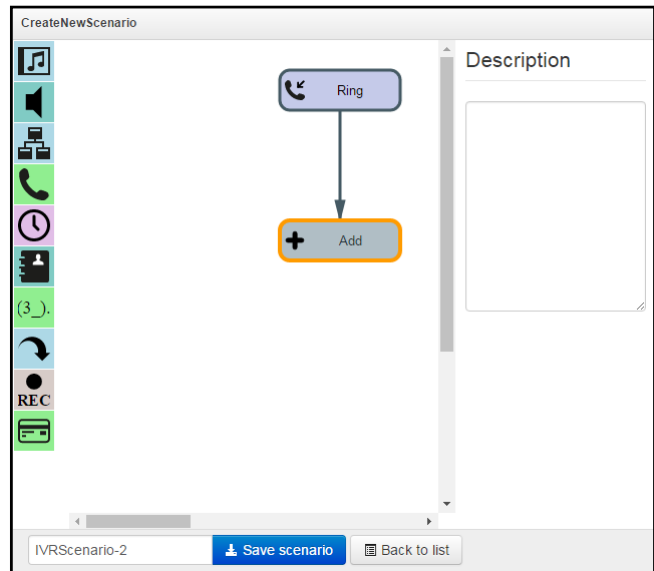 CreateNewScenario
Description
Ring
Add
(3_).
REC
IVRScenario-2
Save scenario
Back to list